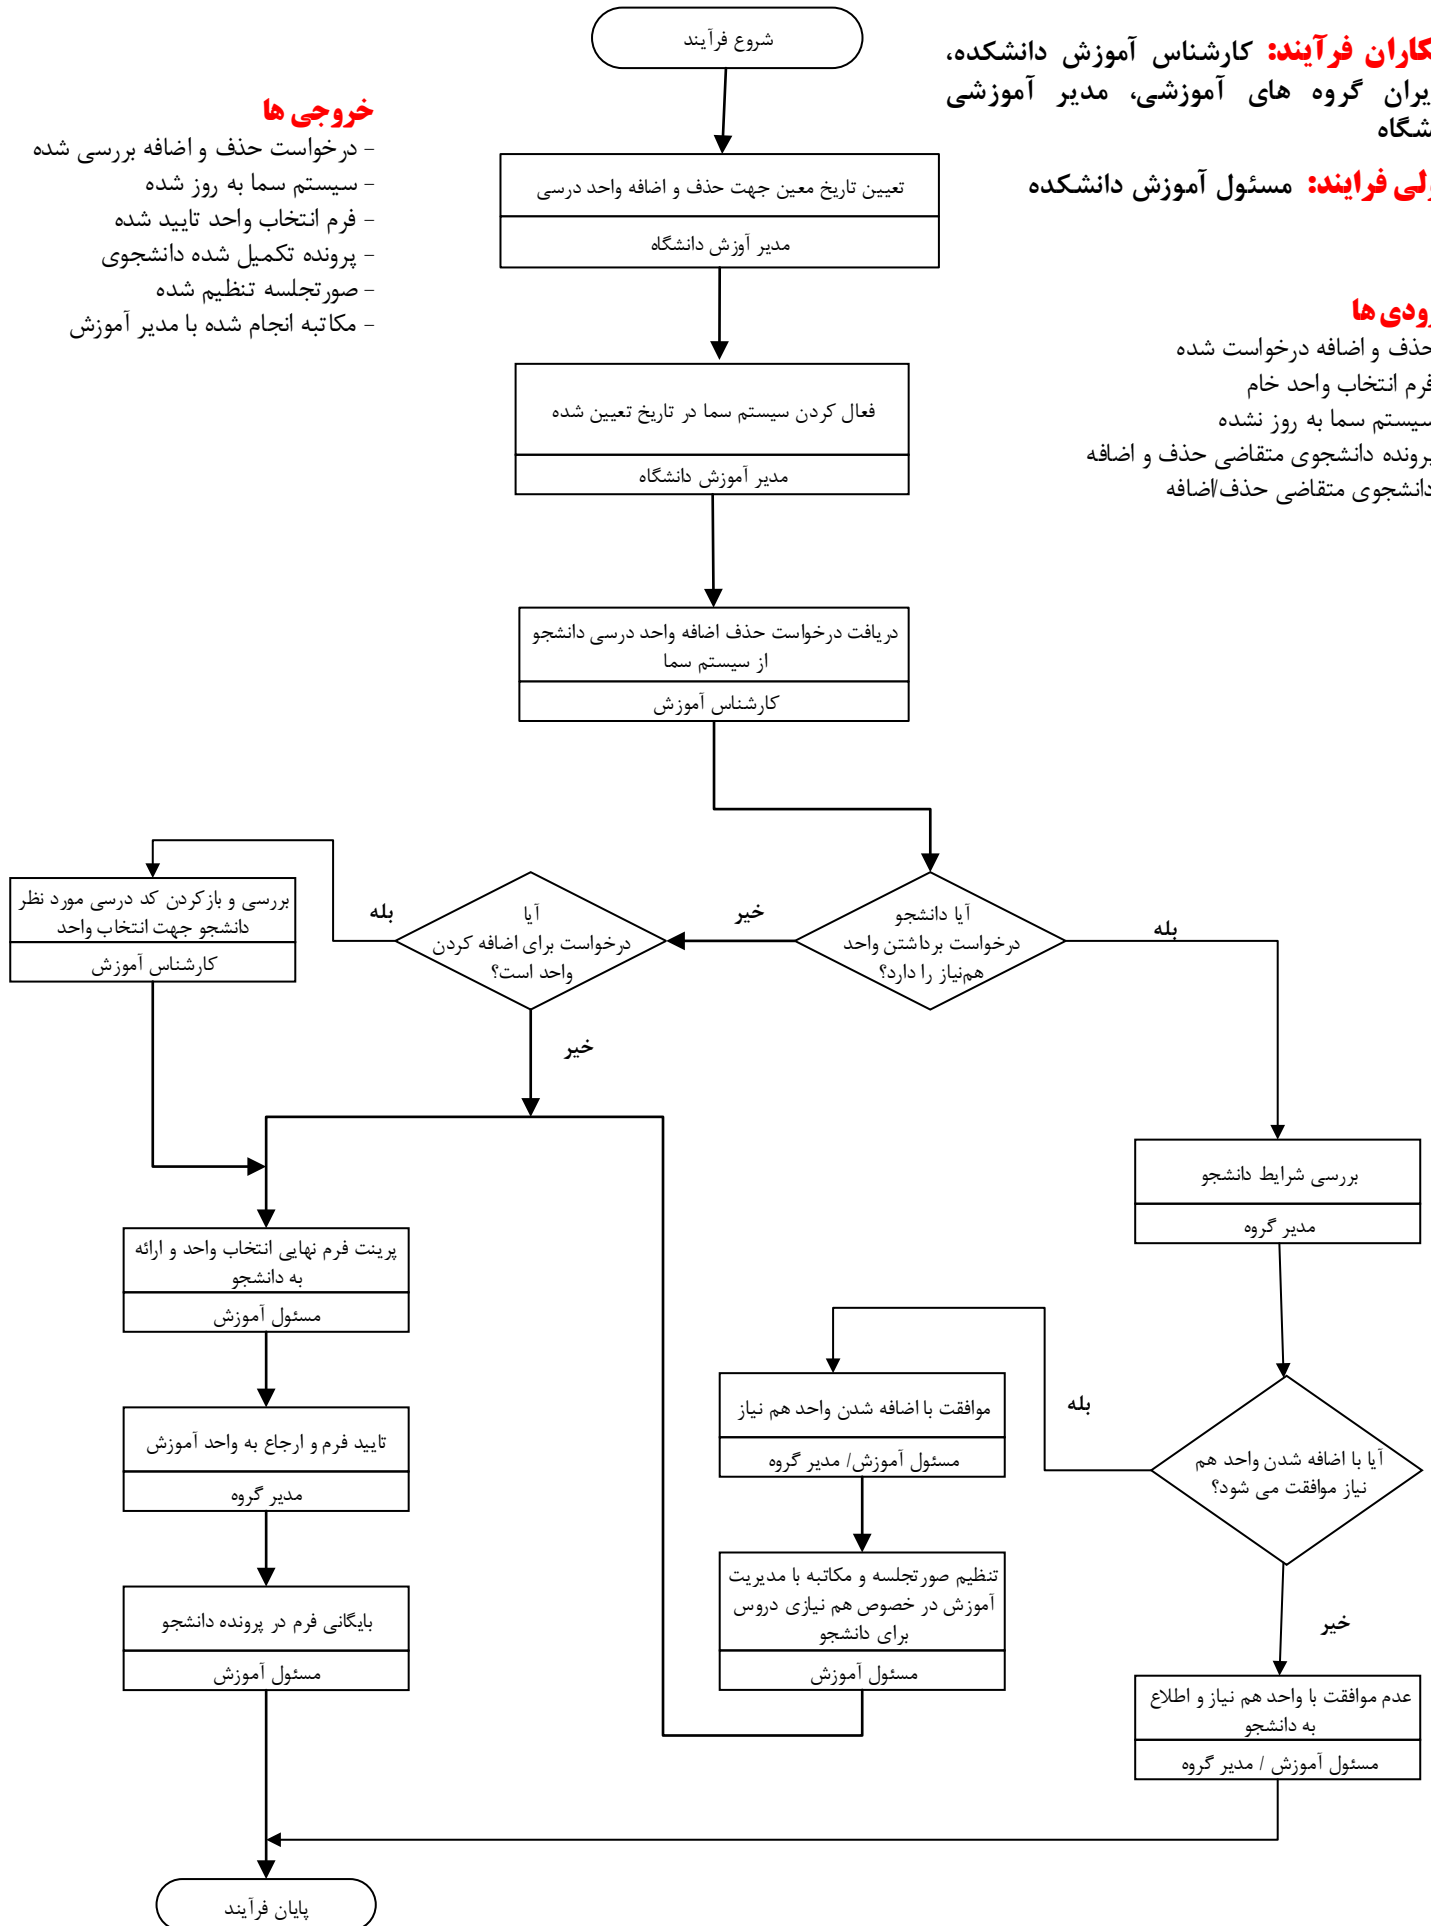 شروع فرآیند
کاران فرآیند: کارشناس آموزش دانشکده،
یران گروه های آموزشی، مدیر آموزشی
شگاه
ولی فرایند: مسئول آموزش دانشکده
خروجی ها
- درخواست حذف و اضافه بررسی شده
- سیستم سما به روز شده
- فرم انتخاب واحد تایید شده
- پرونده تکمیل شده دانشجوی
- صورتجلسه تنظیم شده
- مکاتبه انجام شده با مدیر آموزش
رودی ها
حذف و اضافه درخواست شده
فرم انتخاب واحد خام
سیستم سما به روز نشده
پرونده دانشجوی متقاضی حذف و اضافه
دانشجوی متقاضی حذف/اضافه
تعیین تاریخ معین جهت حذف و اضافه واحد درسی
مدیر آوزش دانشگاه
فعال کردن سیستم سما در تاریخ تعیین شده
مدیر آموزش دانشگاه
دریافت درخواست حذف اضافه واحد درسی دانشجو
از سیستم سما
کارشناس آموزش
آیا دانشجو
درخواست برداشتن واحد
هم‌نیاز را دارد؟
بله
خیر
آیا
درخواست برای اضافه کردن
واحد است؟
بله
خیر
بررسی و بازکردن کد درسی مورد نظر
دانشجو جهت انتخاب واحد
کارشناس آموزش
بررسی شرایط دانشجو
مدیر گروه
پرینت فرم نهایی انتخاب واحد و ارائه
به دانشجو
مسئول آموزش
آیا با اضافه شدن واحد هم
نیاز موافقت می شود؟
بله
خیر
موافقت با اضافه شدن واحد هم نیاز
مسئول آموزش/ مدیر گروه
تایید فرم و ارجاع به واحد آموزش
مدیر گروه
تنظیم صورتجلسه و مکاتبه با مدیریت
آموزش در خصوص هم نیازی دروس
برای دانشجو
مسئول آموزش
بایگانی فرم در پرونده دانشجو
مسئول آموزش
عدم موافقت با واحد هم نیاز و اطلاع
به دانشجو
مسئول آموزش / مدیر گروه
پایان فرآیند